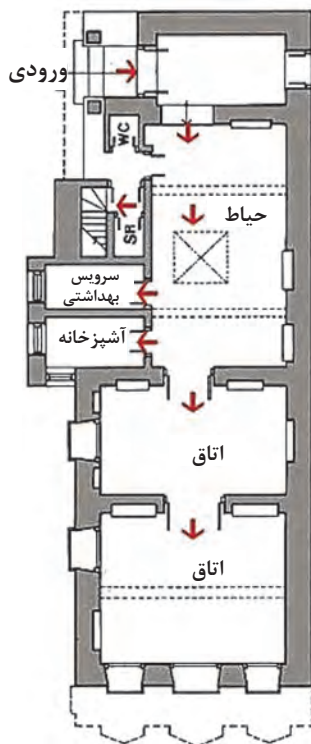 ورودی
WC
حیاط
SR
سرویس
بهداشتی
آشپزخانه
اتاق
اتاق